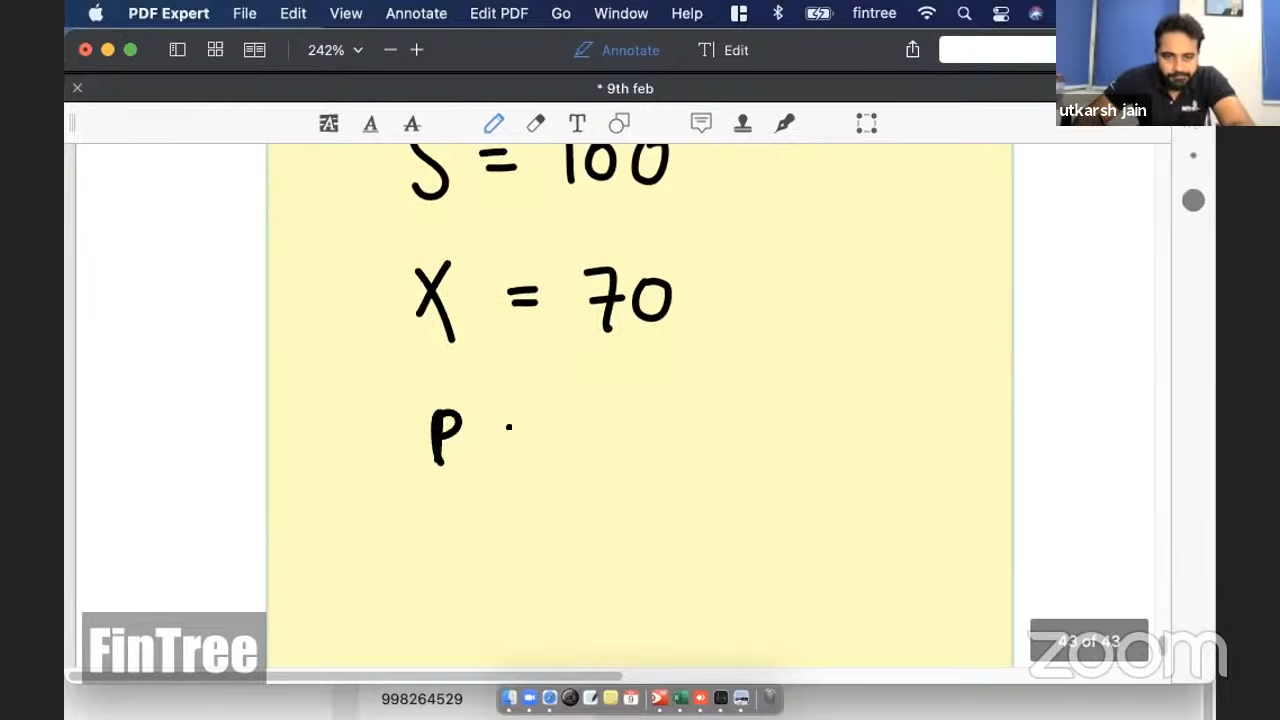 PDF Expert File Edit View Annotate Edit PDF Go Window Help fintree
242% Annotate T Edit
utkarsh jain
* 9th feb
A A A T
S = 100
X = 70
P
FinTree
43 of 43
zoom
998264529